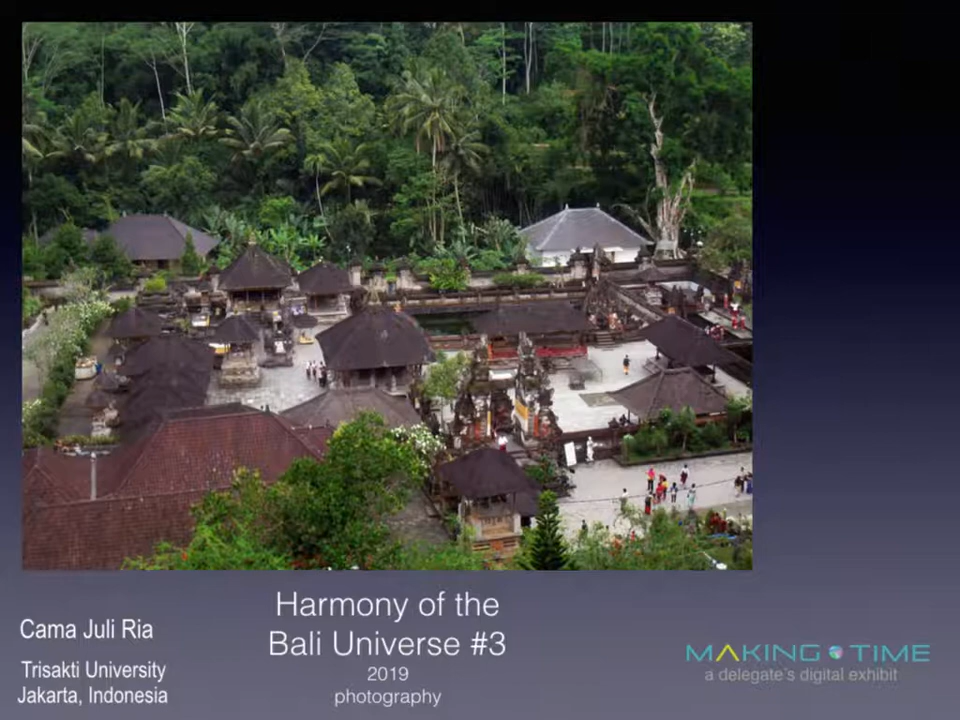 Cama Juli Ria
Trisakti University
Jakarta, Indonesia
Harmony of the
Bali Universe #3
2019
photography
MAKING TIME
a delegate's digital exhibit